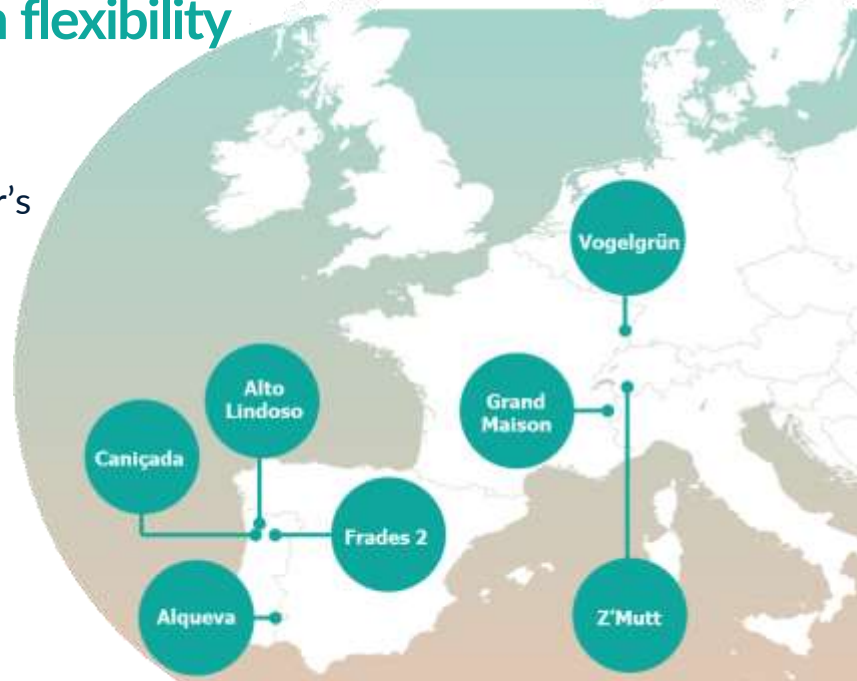 n flexibility
r's
Vogelgrün
Alto
Lindoso
Grand
Maison
Caniçada
Frades 2
Alqueva
Z'Mutt